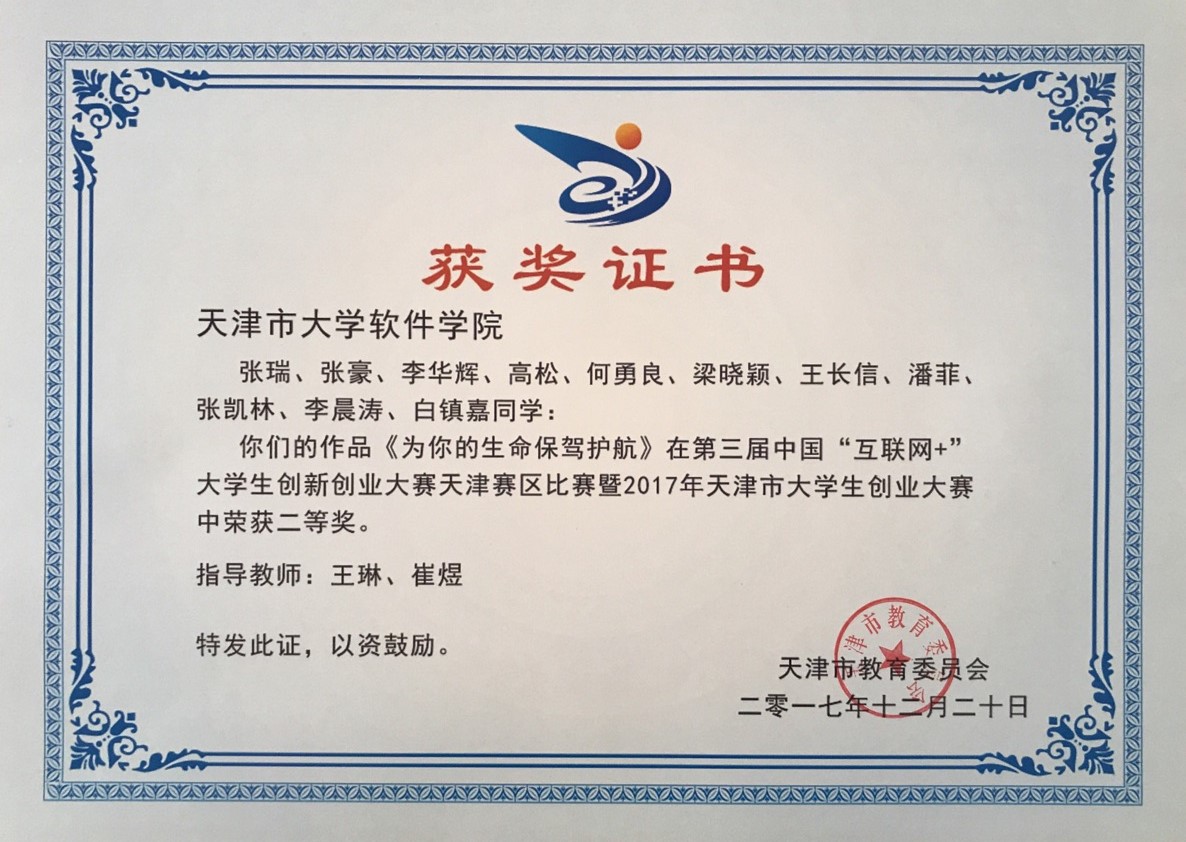 获奖证书
天津市大学软件学院
张瑞、张豪、李华辉、高松、何勇良、梁晓颖、王长信、潘菲、
张凯林、李晨涛、白镇嘉同学：
你们的作品《为你的生命保驾护航》在第三届中国“互联网+”
大学生创新创业大赛天津赛区比赛暨2017年天津市大学生创业大赛
中荣获二等奖。
指导教师：王琳、崔煜
特发此证，以资鼓励。
天津市教育委员会
二零一七年十二月二十日
津市教育委
会